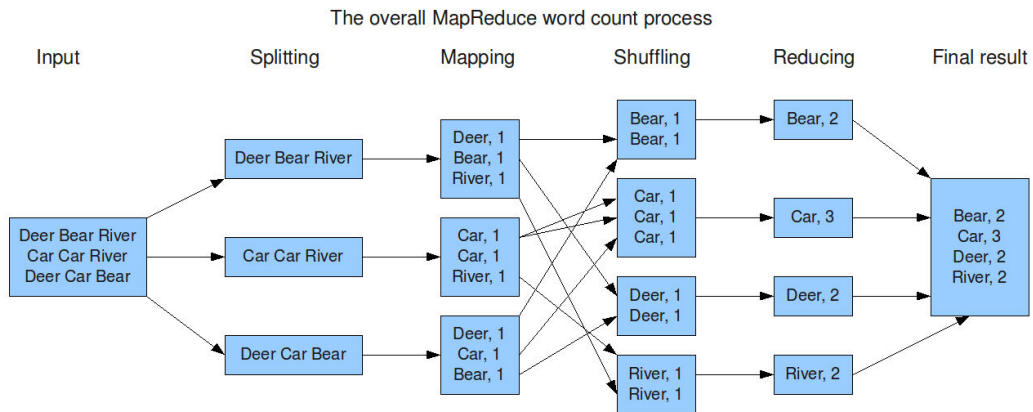 The overall MapReduce word count process
Input
Splitting
Mapping
Shuffling
Reducing
Final result
Deer Bear River
Car Car River
Deer Car Bear
Deer Bear River
Car Car River
Deer Car Bear
Deer, 1
Bear, 1
River, 1
Car, 1
Car, 1
River, 1
Deer, 1
Car, 1
Bear, 1
Bear, 1
Bear, 1
Car, 1
Car, 1
Car, 1
Deer, 1
Deer, 1
River, 1
River, 1
Bear, 2
Car, 3
Deer, 2
River, 2
Bear, 2
Car, 3
Deer, 2
River, 2